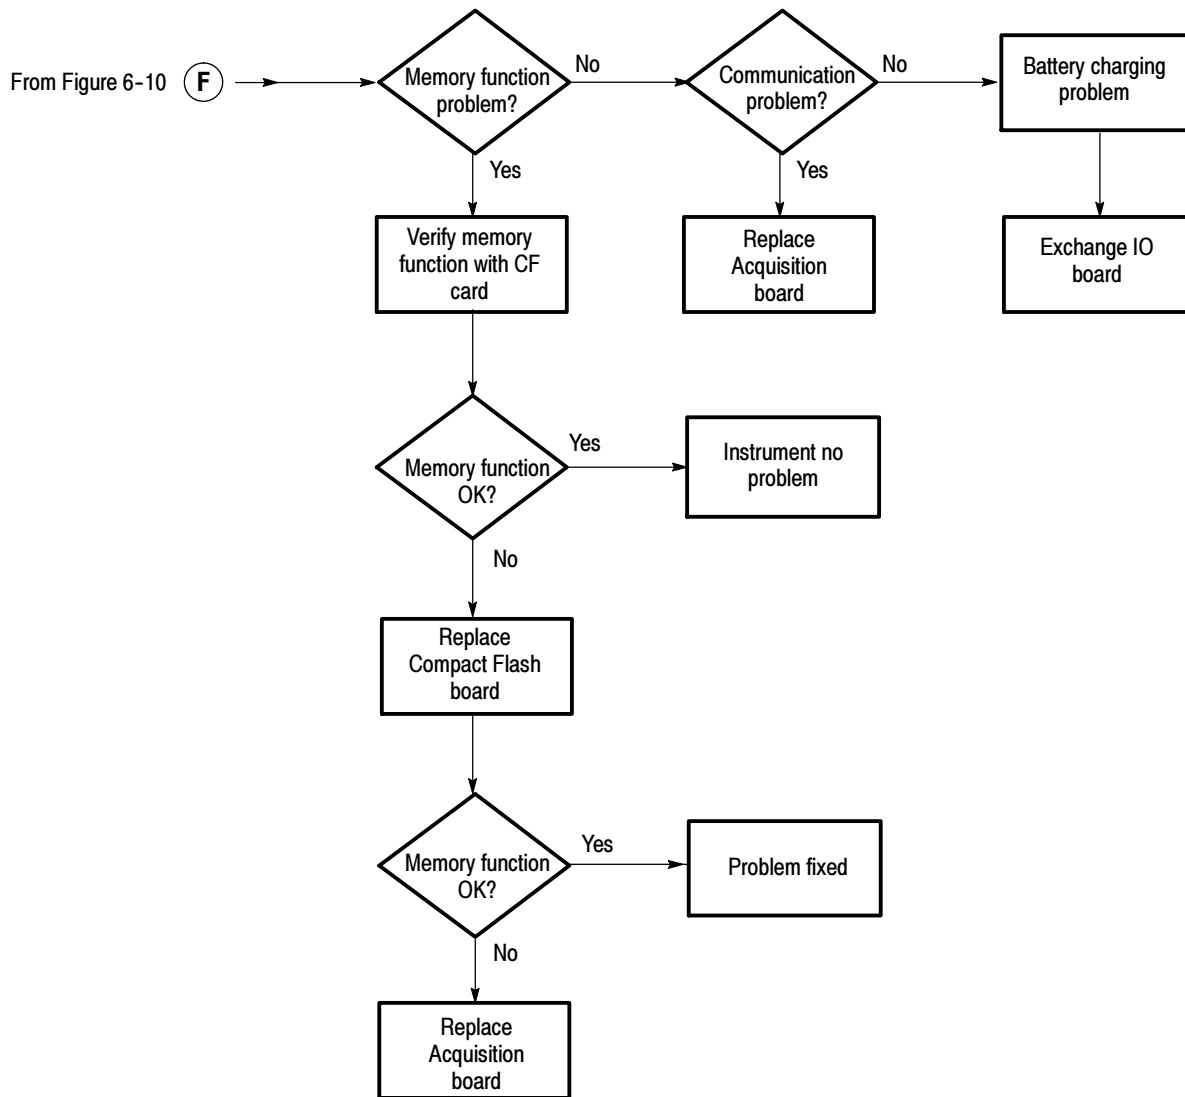 From Figure 6-10
F
Memory function
problem?
No
Communication
problem?
No
Battery charging
problem
Yes
Yes
Verify memory
function with CF
card
Replace
Acquisition
board
Exchange IO
board
Memory function
OK?
Yes
Instrument no
problem
No
Replace
Compact Flash
board
Memory function
OK?
Yes
Problem fixed
No
Replace
Acquisition
board